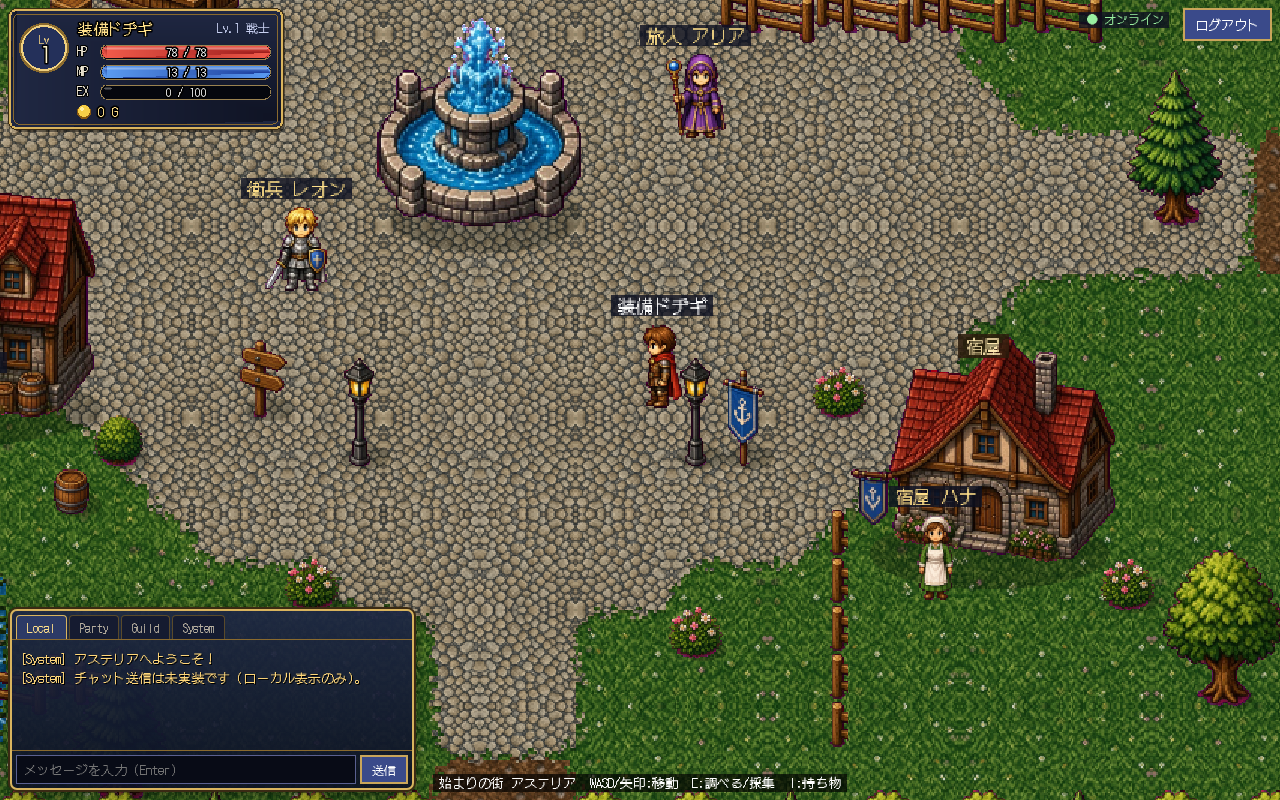 装備ドヂギ
Lv.1 戦士
Lv
1
HP 78 / 78
MP 13 / 13
EX 0 / 100
0 G
旅人 アリア
オンライン
ログアウト
衛兵 レオン
装備ドヂギ
宿屋
宿屋 ハナ
Local Party Guild System
[System] アステリアへようこそ！
[System] チャット送信は未実装です（ローカル表示のみ）。
メッセージを入力 (Enter)
送信
始まりの街 アステリア WASD/矢印:移動 E:調べる/採集 I:持ち物